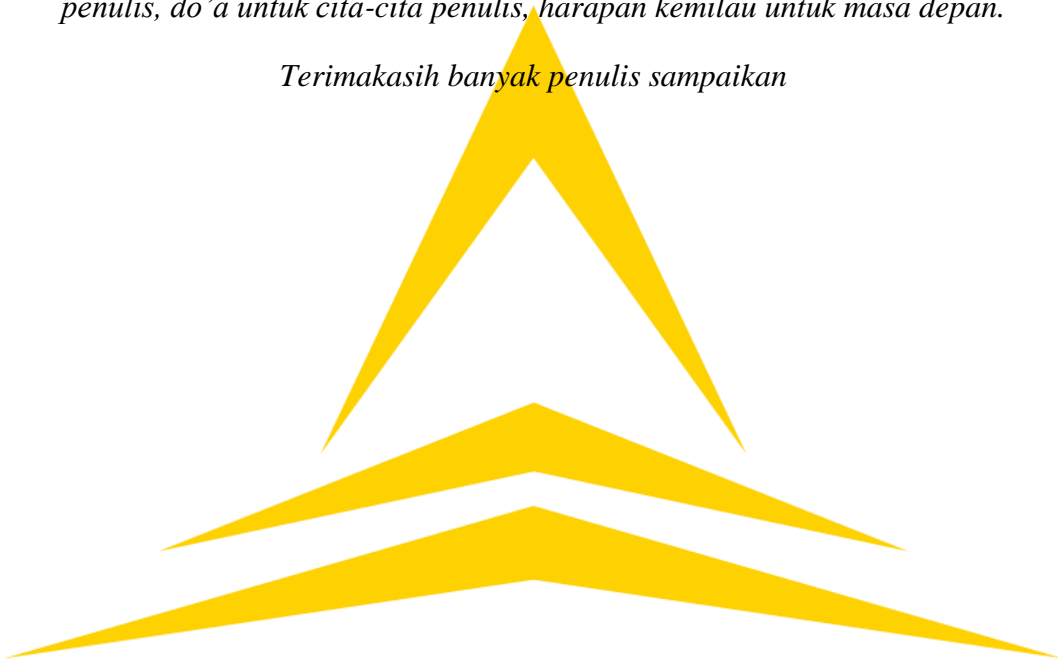 penulis, do’a untuk cita-cita penulis, harapan kemilau untuk masa depan.
Terimakasih banyak penulis sampaikan